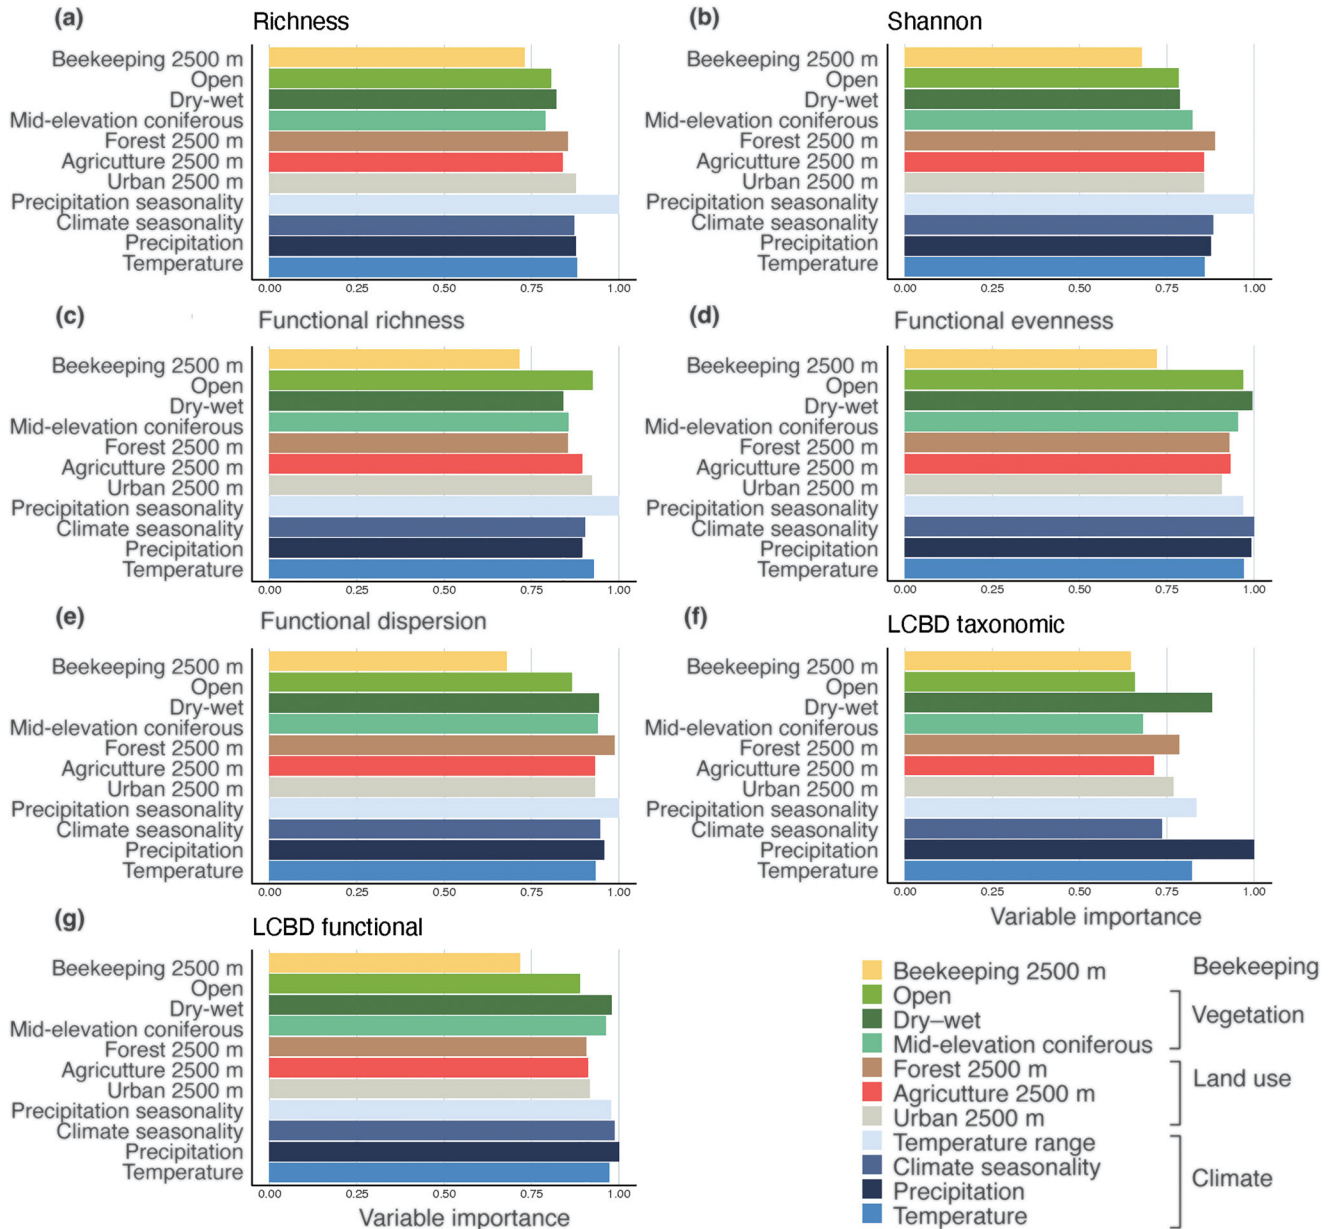 (a) Richness
Beekeeping 2500 m
Open
Dry-wet
Mid-elevation coniferous
Forest 2500 m
Agricutture 2500 m
Urban 2500 m
Precipitation seasonality
Climate seasonality
Precipitation
Temperature
0.00 0.25 0.50 0.75 1.00
(b) Shannon
Beekeeping 2500 m
Open
Dry-wet
Mid-elevation coniferous
Forest 2500 m
Agricutture 2500 m
Urban 2500 m
Precipitation seasonality
Climate seasonality
Precipitation
Temperature
0.00 0.25 0.50 0.75 1.00
(c) Functional richness
Beekeeping 2500 m
Open
Dry-wet
Mid-elevation coniferous
Forest 2500 m
Agricutture 2500 m
Urban 2500 m
Precipitation seasonality
Climate seasonality
Precipitation
Temperature
0.00 0.25 0.50 0.75 1.00
(d) Functional evenness
Beekeeping 2500 m
Open
Dry-wet
Mid-elevation coniferous
Forest 2500 m
Agricutture 2500 m
Urban 2500 m
Precipitation seasonality
Climate seasonality
Precipitation
Temperature
0.00 0.25 0.50 0.75 1.00
(e) Functional dispersion
Beekeeping 2500 m
Open
Dry-wet
Mid-elevation coniferous
Forest 2500 m
Agricutture 2500 m
Urban 2500 m
Precipitation seasonality
Climate seasonality
Precipitation
Temperature
0.00 0.25 0.50 0.75 1.00
(f) LCBD taxonomic
Beekeeping 2500 m
Open
Dry-wet
Mid-elevation coniferous
Forest 2500 m
Agricutture 2500 m
Urban 2500 m
Precipitation seasonality
Climate seasonality
Precipitation
Temperature
0.00 0.25 0.50 0.75 1.00
Variable importance
(g) LCBD functional
Beekeeping 2500 m
Open
Dry-wet
Mid-elevation coniferous
Forest 2500 m
Agricutture 2500 m
Urban 2500 m
Precipitation seasonality
Climate seasonality
Precipitation
Temperature
0.00 0.25 0.50 0.75 1.00
Variable importance
Beekeeping 2500 m
Open
Dry–wet
Mid-elevation coniferous
Forest 2500 m
Agricutture 2500 m
Urban 2500 m
Temperature range
Climate seasonality
Precipitation
Temperature
Beekeeping
Vegetation
Land use
Climate